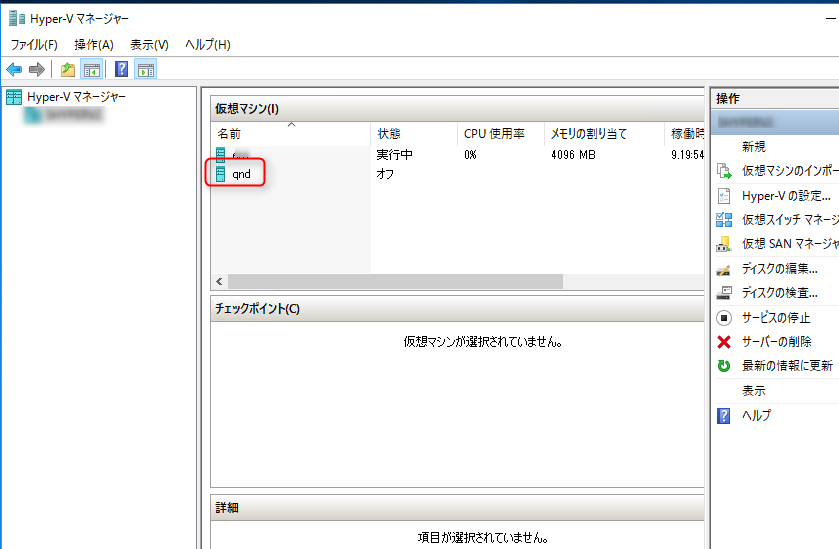 Hyper-V マネージャー
ファイル(F) 操作(A) 表示(V) ヘルプ(H)
Hyper-V マネージャー
仮想マシン(I)
名前 状態 CPU 使用率 メモリの割り当て 稼働時
実行中 0% 4096 MB 9.19:54
qnd オフ
チェックポイント(C)
仮想マシンが選択されていません。
詳細
項目が選択されていません。
操作
新規
仮想マシンのインポー
Hyper-V の設定...
仮想スイッチ マネージ
仮想 SAN マネージャ
ディスクの編集...
ディスクの検査...
サービスの停止
サーバーの削除
最新の情報に更新
表示
ヘルプ